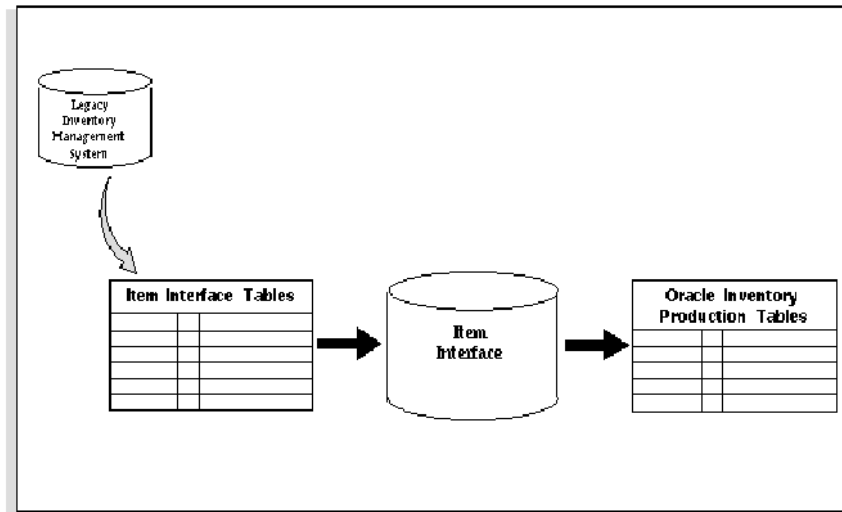 Legacy
Inventory
Management
System
Item Interface Tables
Item
Interface
Oracle Inventory
Production Tables